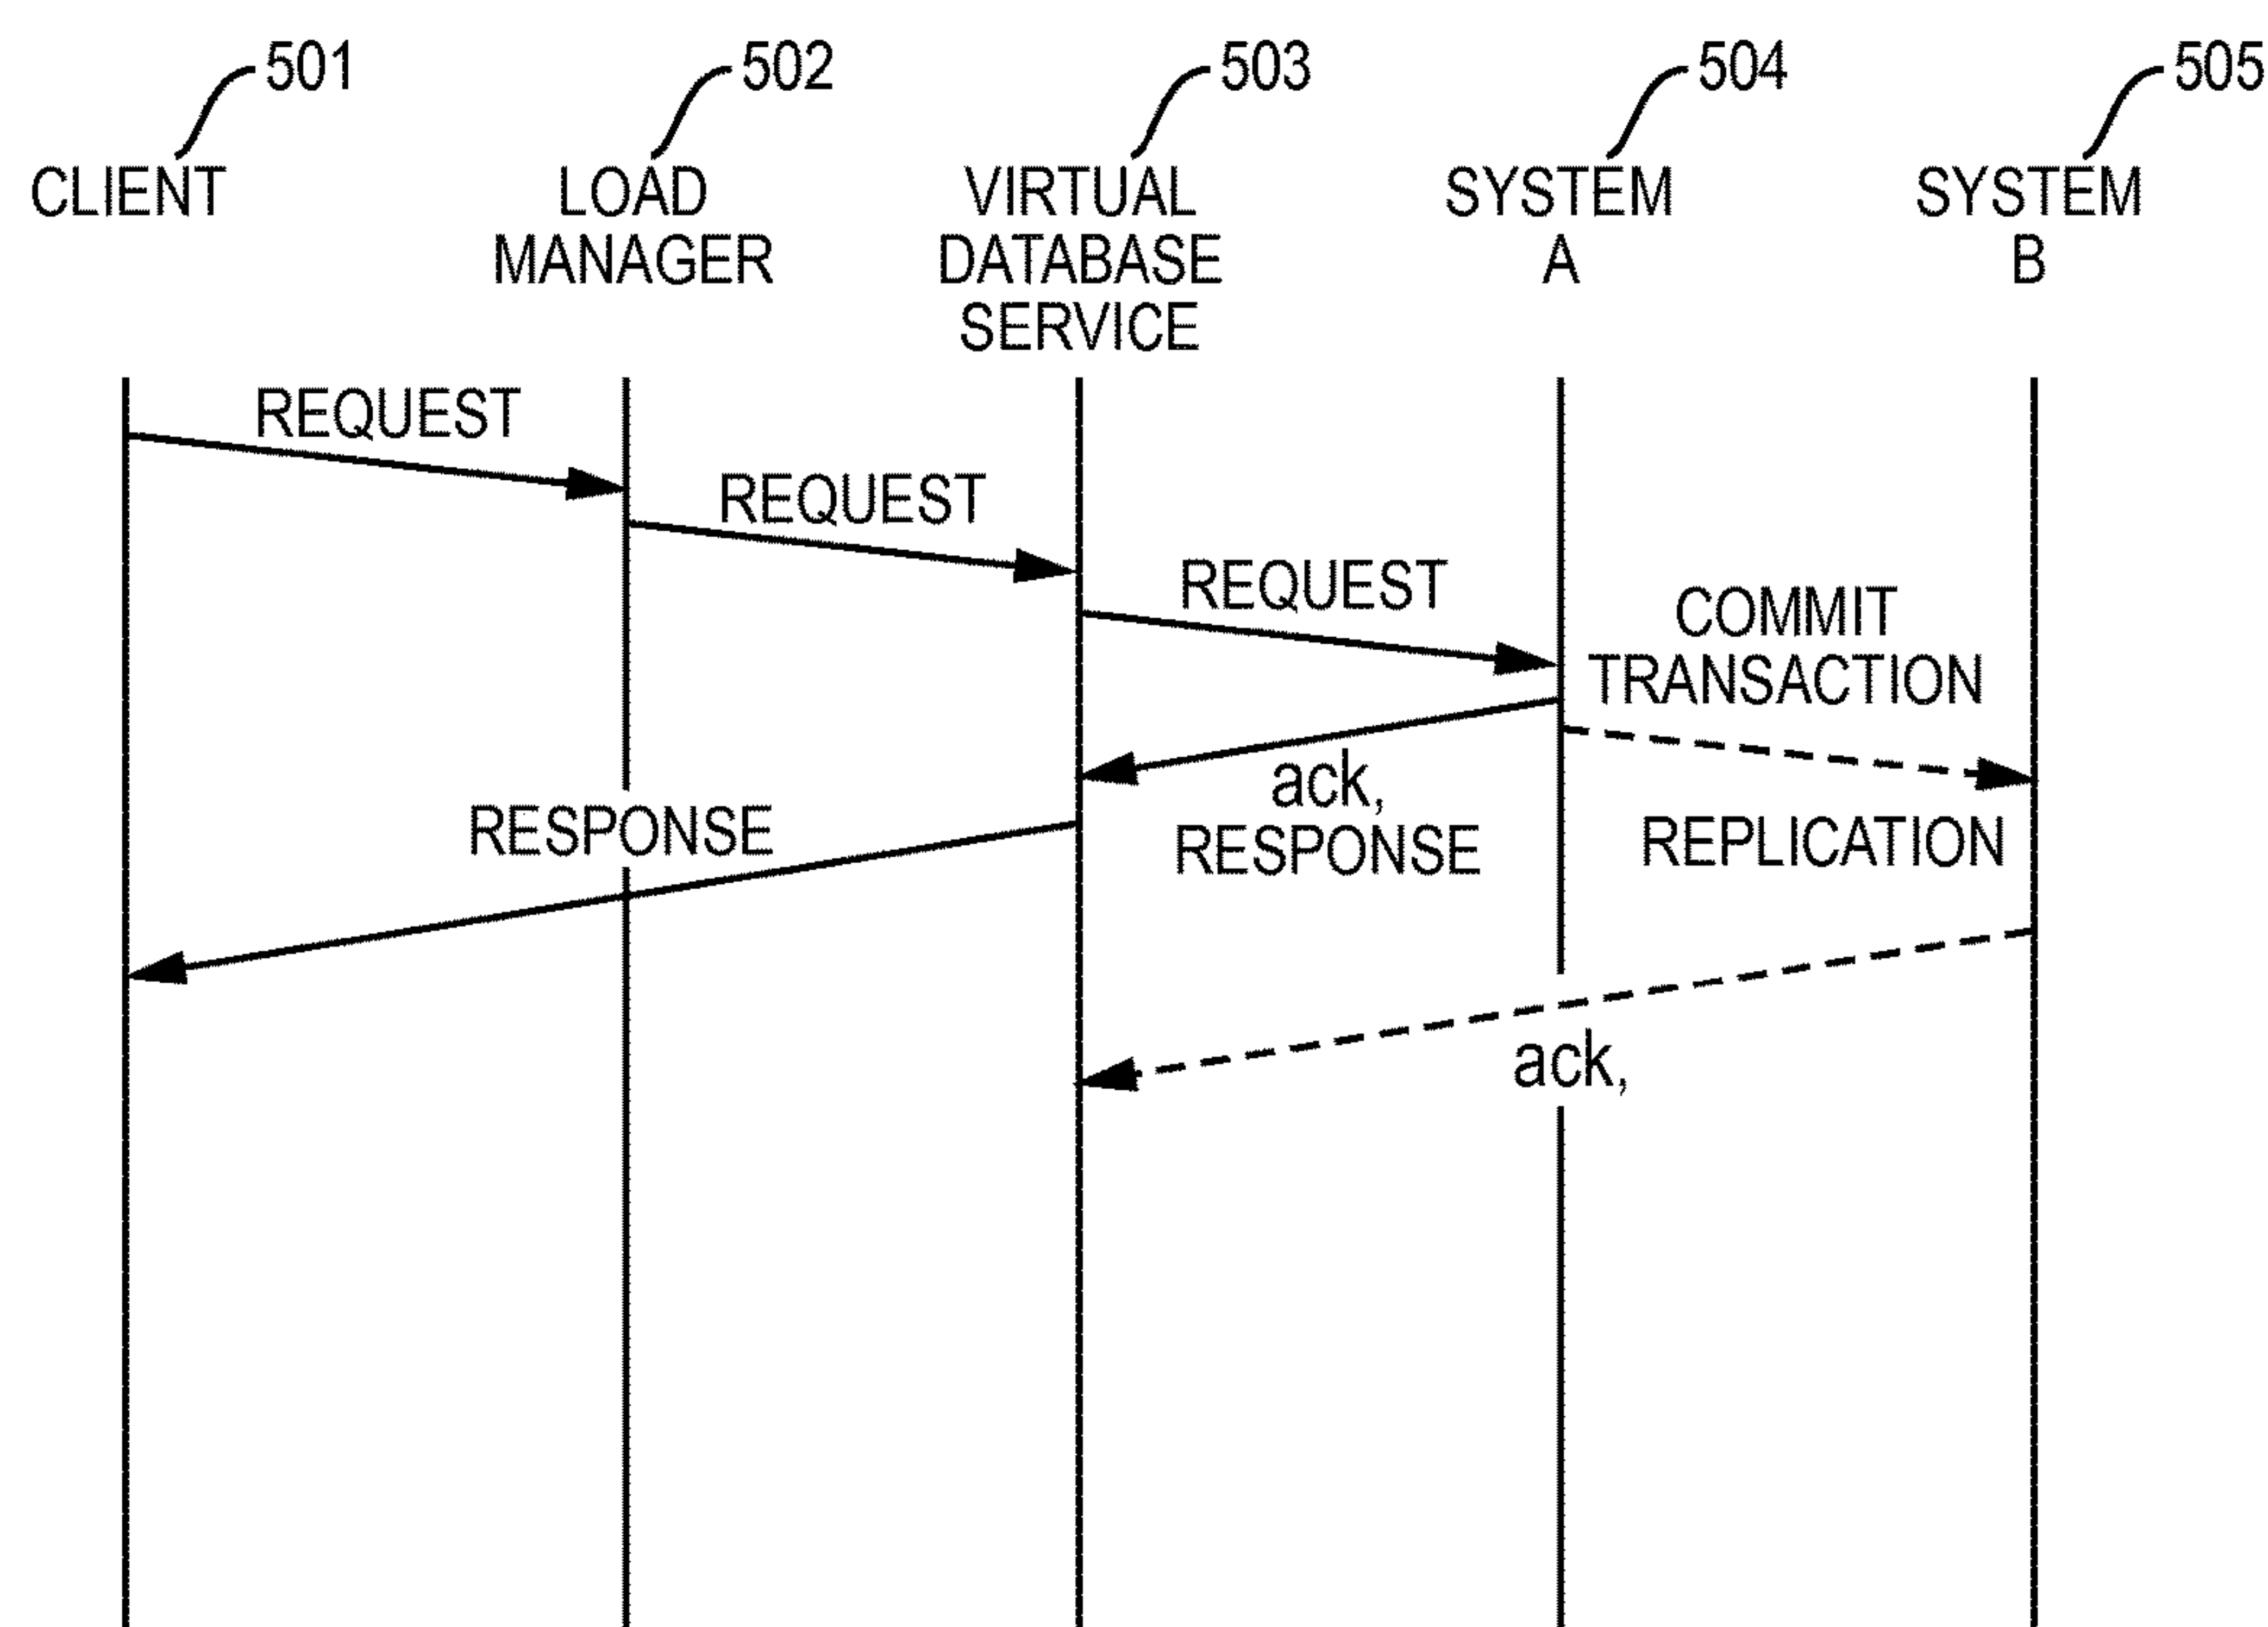 501
502
503
504
505
CLIENT
LOAD
MANAGER
VIRTUAL
DATABASE
SERVICE
SYSTEM
A
SYSTEM
B
REQUEST
REQUEST
REQUEST
COMMIT
TRANSACTION
ack,
RESPONSE
RESPONSE
REPLICATION
ack,